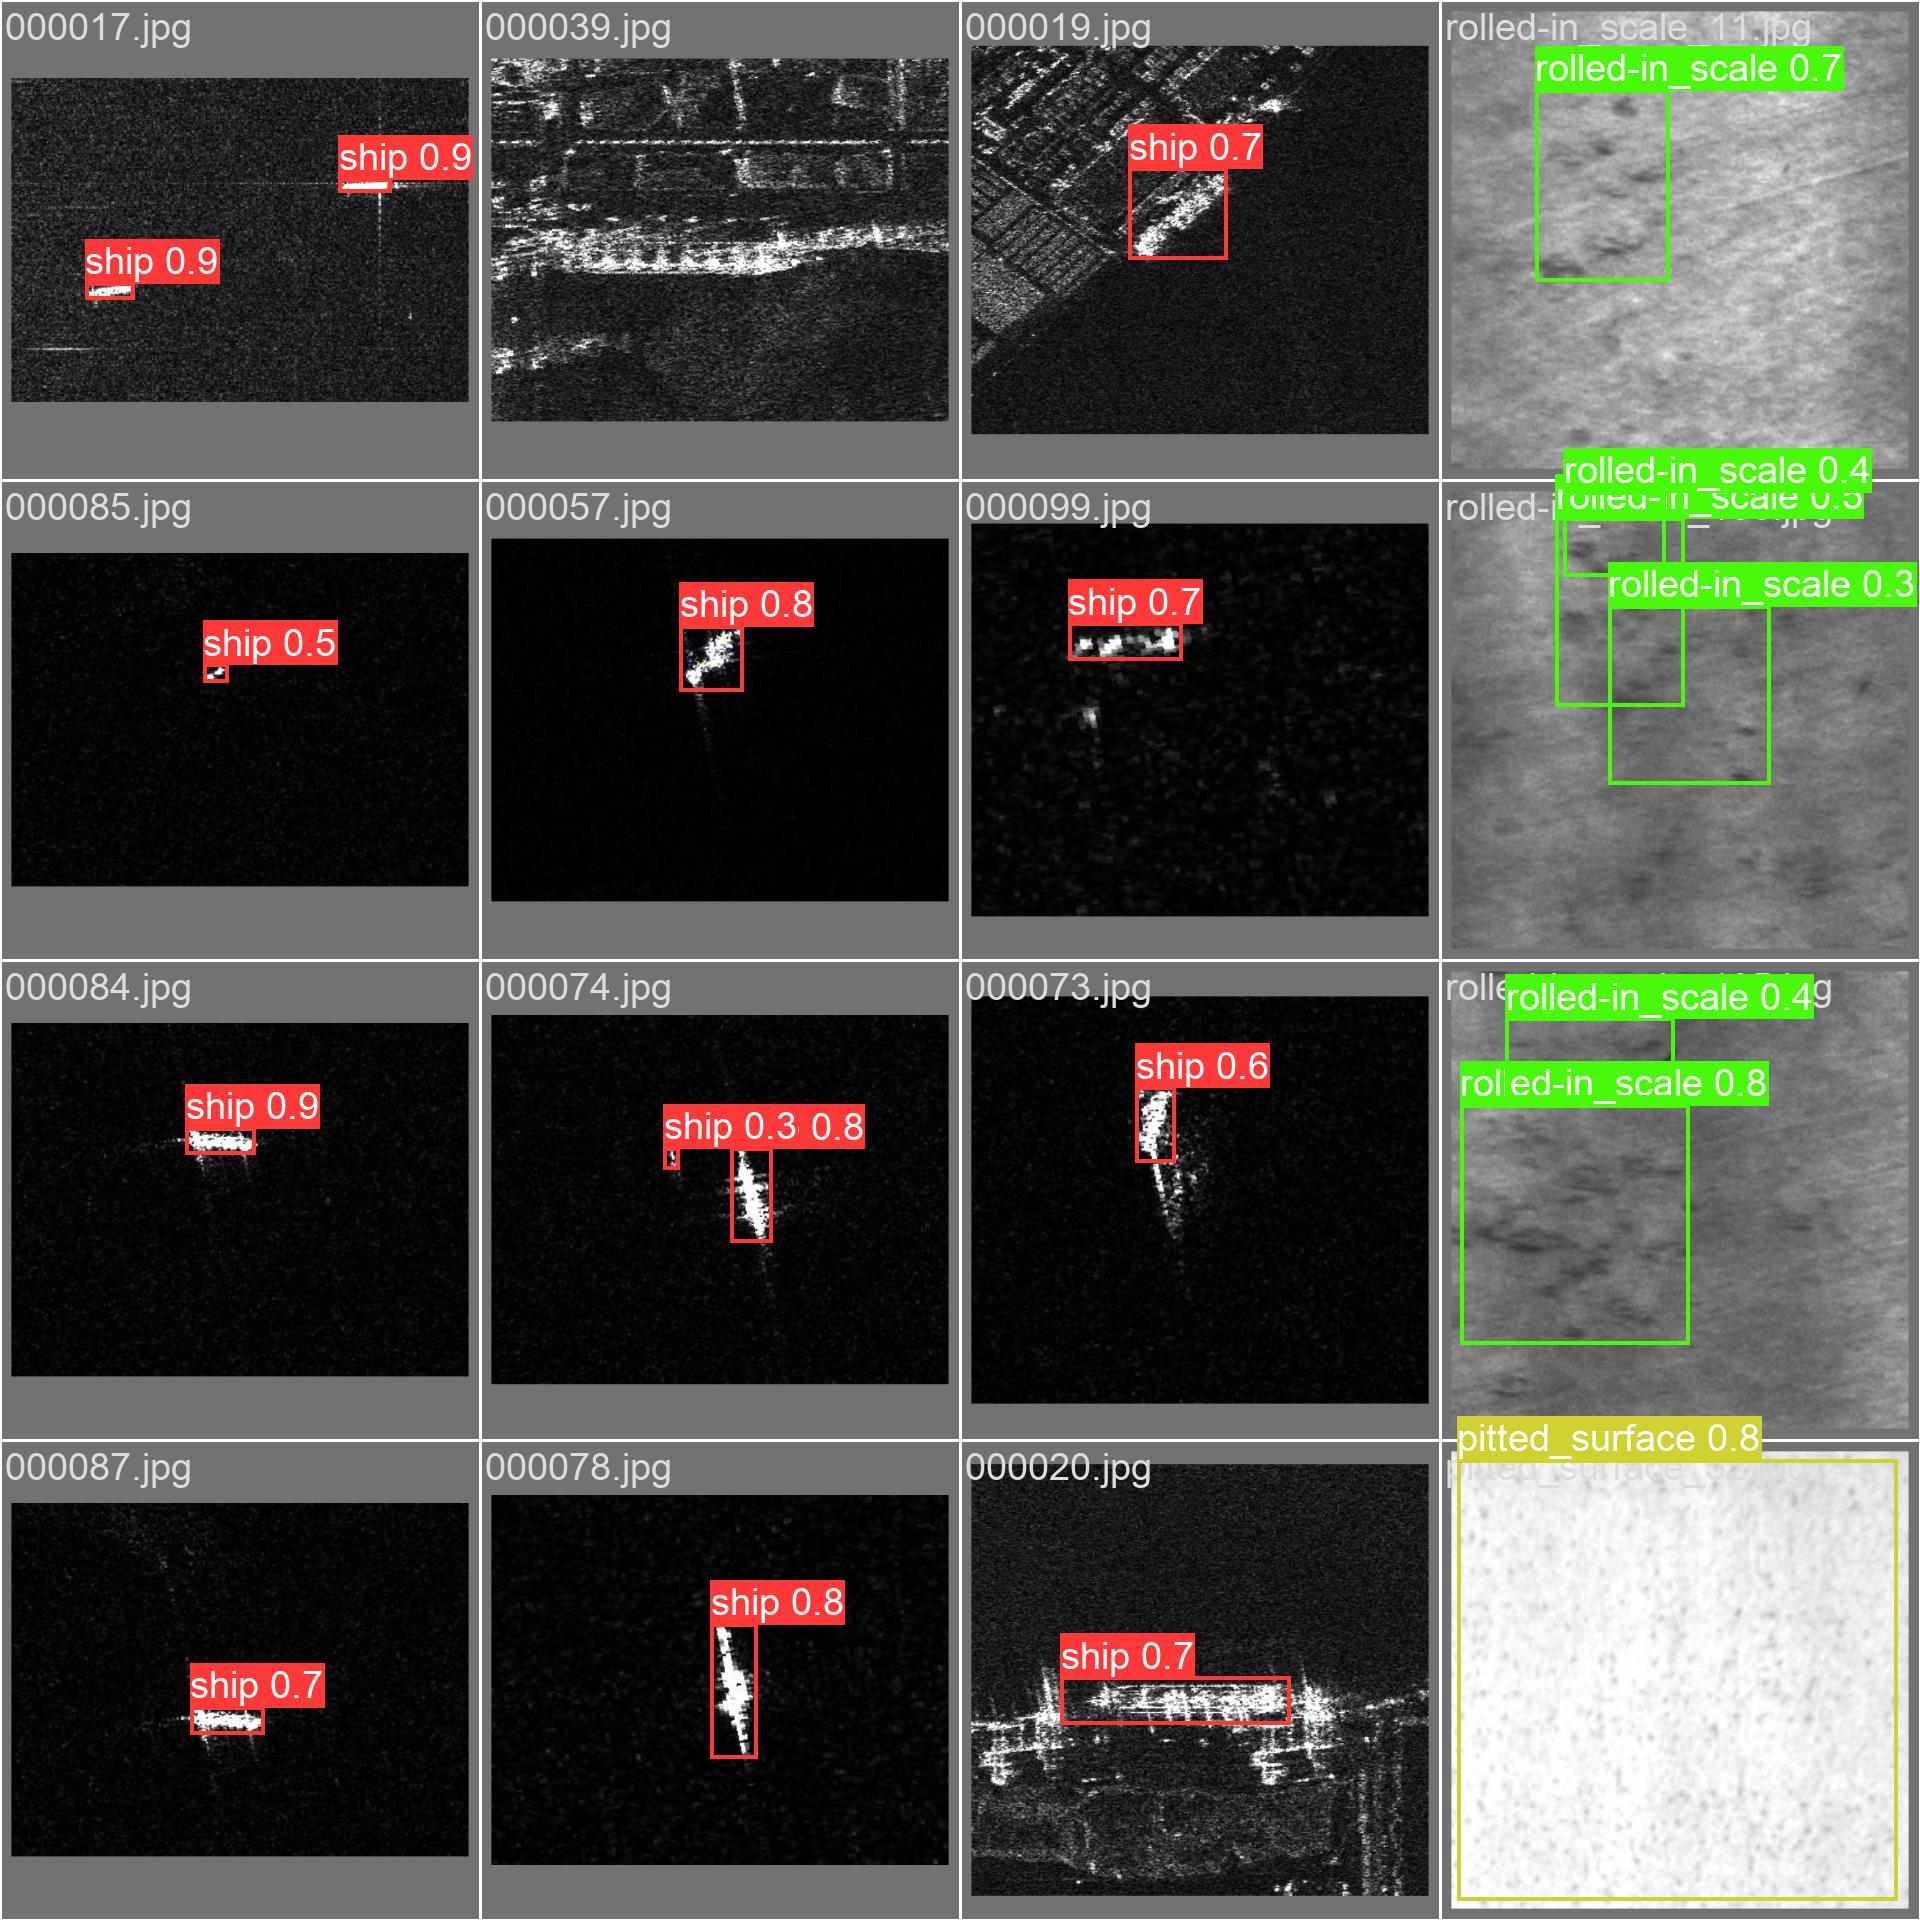 000017.jpg
ship 0.9
ship 0.9
000039.jpg
000019.jpg
ship 0.7
rolled-in_scale_11.jpg
rolled-in_scale 0.7
000085.jpg
ship 0.5
000057.jpg
ship 0.8
000099.jpg
ship 0.7
rolled-in_scale 0.4
rolled-in_scale 0.5
rolled-in_scale 0.3
000084.jpg
ship 0.9
000074.jpg
ship 0.3 0.8
000073.jpg
ship 0.6
rolled-in_scale 0.4
rolled-in_scale 0.8
000087.jpg
ship 0.7
000078.jpg
ship 0.8
000020.jpg
ship 0.7
pitted_surface 0.8